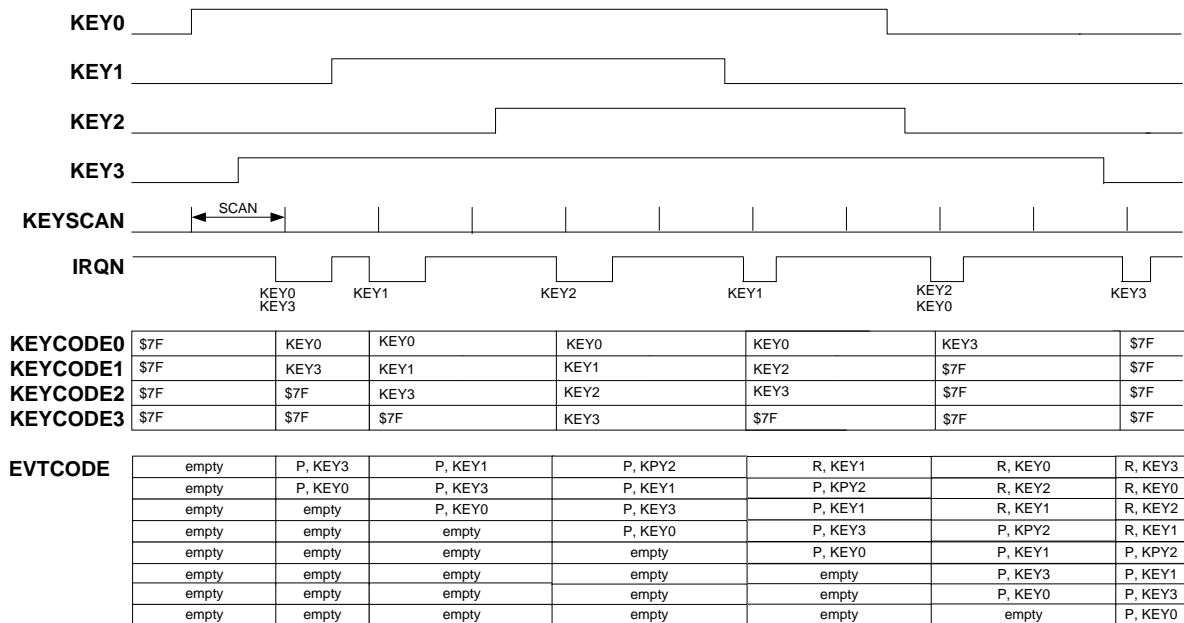 KEY0
KEY1
KEY2
KEY3
SCAN
KEYSCAN
IRQN
KEY0 KEY1 KEY2 KEY1 KEY2 KEY3
KEY3 KEY0
KEYCODE0 $7F KEY0 KEY0 KEY0 KEY0 KEY3 $7F
KEYCODE1 $7F KEY3 KEY1 KEY1 KEY2 $7F $7F
KEYCODE2 $7F $7F KEY3 KEY2 KEY3 $7F $7F
KEYCODE3 $7F $7F $7F KEY3 $7F $7F $7F
EVTCODE empty P, KEY3 P, KEY1 P, KPY2 R, KEY1 R, KEY0 R, KEY3
empty P, KEY0 P, KEY3 P, KEY1 P, KPY2 R, KEY2 R, KEY0
empty empty P, KEY0 P, KEY3 P, KEY1 R, KEY1 R, KEY2
empty empty empty P, KEY0 P, KEY3 P, KPY2 R, KEY1
empty empty empty empty P, KEY0 P, KEY1 P, KPY2
empty empty empty empty empty P, KEY3 P, KEY1
empty empty empty empty empty P, KEY0 P, KEY3
empty empty empty empty empty empty P, KEY0